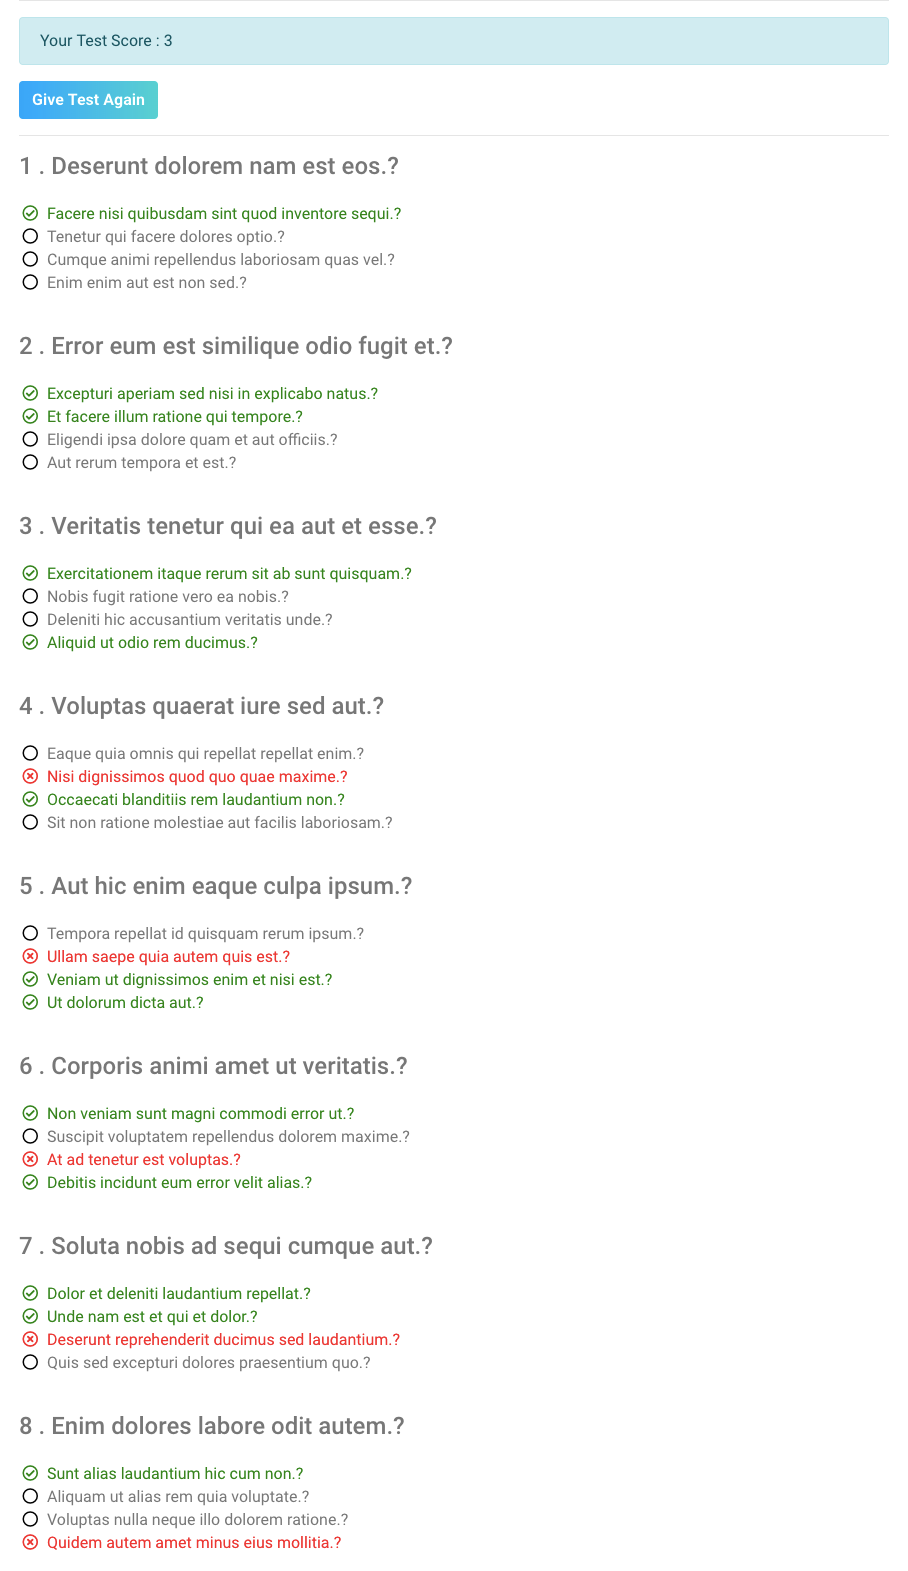 Your Test Score : 3
Give Test Again
1 . Deserunt dolorem nam est eos.?
Facere nisi quibusdam sint quod inventore sequi.?
Tenetur qui facere dolores optio.?
Cumque animi repellendus laboriosam quas vel.?
Enim enim aut est non sed.?
2 . Error eum est similique odio fugit et.?
Excepturi aperiam sed nisi in explicabo natus.?
Et facere illum ratione qui tempore.?
Eligendi ipsa dolore quam et aut officiis.?
Aut rerum tempora et est.?
3 . Veritatis tenetur qui ea aut et esse.?
Exercitationem itaque rerum sit ab sunt quisquam.?
Nobis fugit ratione vero ea nobis.?
Deleniti hic accusantium veritatis unde.?
Aliquid ut odio rem ducimus.?
4 . Voluptas quaerat iure sed aut.?
Eaque quia omnis qui repellat repellat enim.?
Nisi dignissimos quod quo quae maxime.?
Occaecati blanditiis rem laudantium non.?
Sit non ratione molestiae aut facilis laboriosam.?
5 . Aut hic enim eaque culpa ipsum.?
Tempora repellat id quisquam rerum ipsum.?
Ullam saepe quia autem quis est.?
Veniam ut dignissimos enim et nisi est.?
Ut dolorum dicta aut.?
6 . Corporis animi amet ut veritatis.?
Non veniam sunt magni commodi error ut.?
Suscipit voluptatem repellendus dolorem maxime.?
At ad tenetur est voluptas.?
Debitis incidunt eum error velit alias.?
7 . Soluta nobis ad sequi cumque aut.?
Dolor et deleniti laudantium repellat.?
Unde nam est et qui et dolor.?
Deserunt reprehenderit ducimus sed laudantium.?
Quis sed excepturi dolores praesentium quo.?
8 . Enim dolores labore odit autem.?
Sunt alias laudantium hic cum non.?
Aliquam ut alias rem quia voluptate.?
Voluptas nulla neque illo dolorem ratione.?
Quidem autem amet minus eius mollitia.?